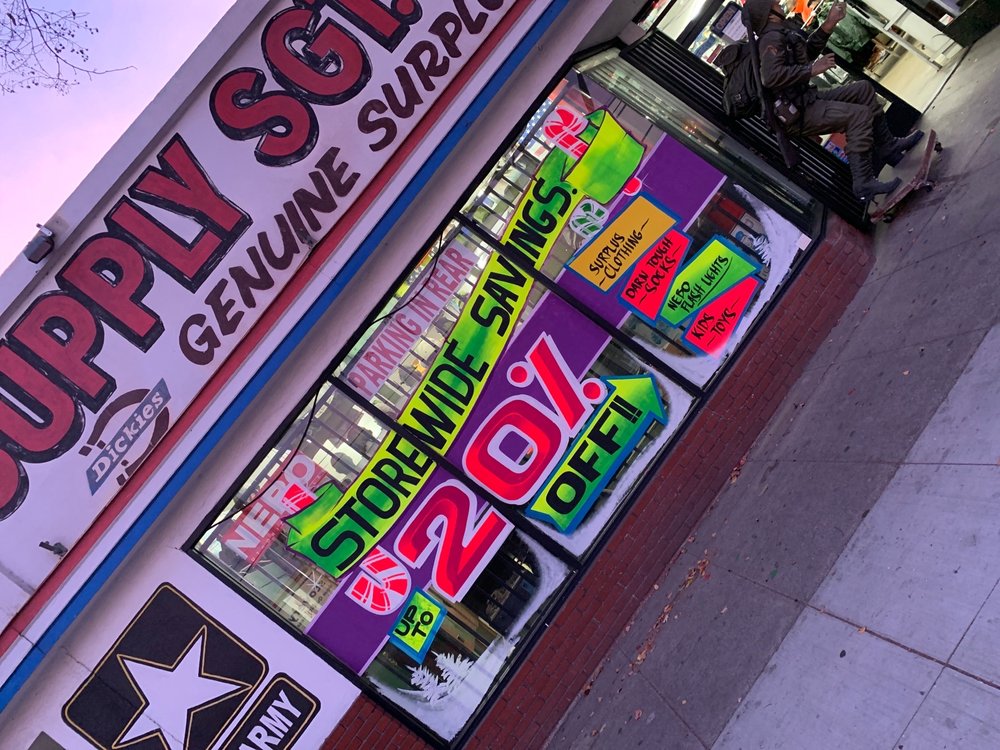 SUPPLY SGT.
GENUINE SURPLU
Dickies
PARKING IN REAR
NEBO
STOREWIDE SAVINGS!
UP TO
20%
OFF!!
SURPLUS
CLOTHING
DARN TOUGH
SOCKS
NEBO
FLASH LIGHTS
KIDS
TOYS
ARMY